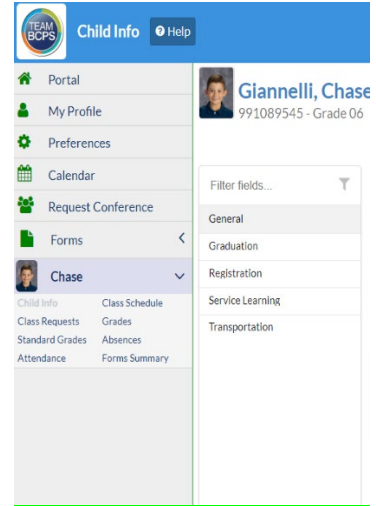 TEAM
BCPS
Child Info
? Help
Portal
My Profile
Preferences
Calendar
Request Conference
Forms
Chase
Child Info Class Schedule
Class Requests Grades
Standard Grades Absences
Attendance Forms Summary
Giannelli, Chase
991089545 - Grade 06
Filter fields...
General
Graduation
Registration
Service Learning
Transportation